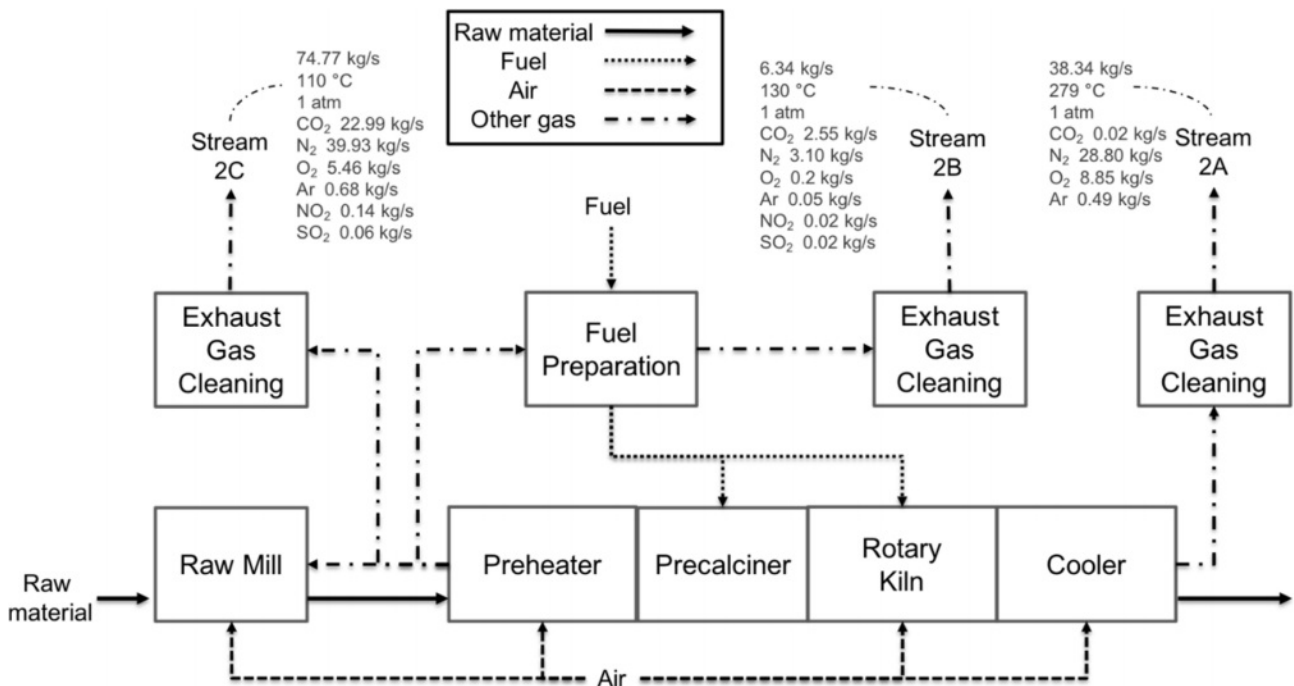 Raw material
Fuel
Air
Other gas
74.77 kg/s
110 °C
1 atm
CO₂ 22.99 kg/s
N₂ 39.93 kg/s
O₂ 5.46 kg/s
Ar 0.68 kg/s
NO₂ 0.14 kg/s
SO₂ 0.06 kg/s
Stream
2C
6.34 kg/s
130 °C
1 atm
CO₂ 2.55 kg/s
N₂ 3.10 kg/s
O₂ 0.2 kg/s
Ar 0.05 kg/s
NO₂ 0.02 kg/s
SO₂ 0.02 kg/s
Stream
2B
38.34 kg/s
279 °C
1 atm
CO₂ 0.02 kg/s
N₂ 28.80 kg/s
O₂ 8.85 kg/s
Ar 0.49 kg/s
Stream
2A
Fuel
Exhaust
Gas
Cleaning
Fuel
Preparation
Exhaust
Gas
Cleaning
Exhaust
Gas
Cleaning
Raw
material
Raw Mill
Preheater
Precalciner
Rotary
Kiln
Cooler
Air